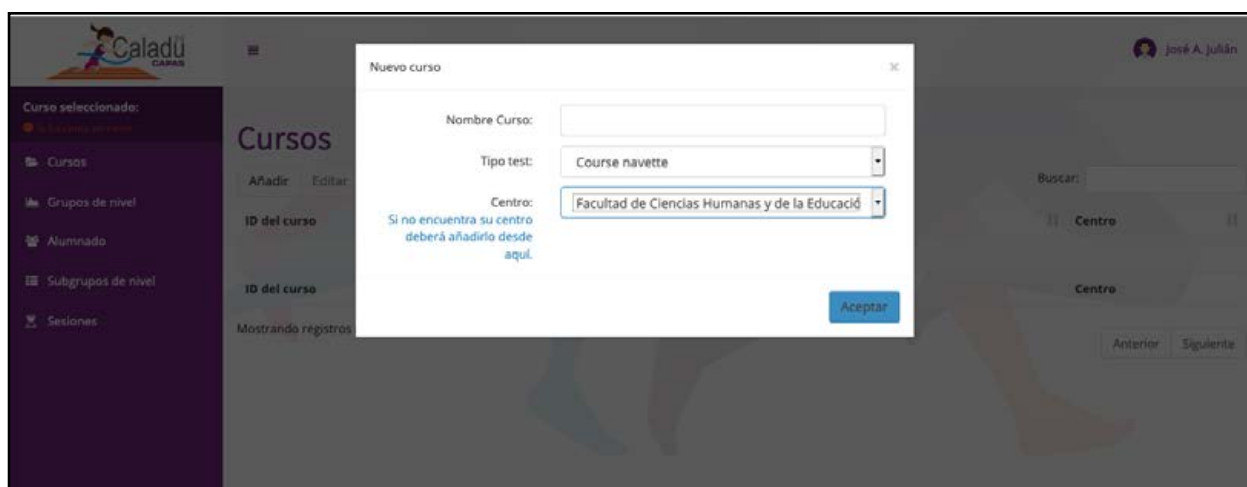 Caladü
CAPAS
José A. Julián
Nuevo curso
Curso seleccionado:
Nombre Curso:
Cursos
Cursos
Tipo test:
Course navette
Añadir
Editar
Buscar:
Grupos de nivel
Centro:
Facultad de Ciencias Humanas y de la Educació
Si no encuentra su centro
deberá añadirlo desde
aquí.
ID del curso
Centro
Alumnado
Subgrupos de nivel
ID del curso
Centro
Aceptar
Sesiones
Mostrando registros
Anterior
Siguiente